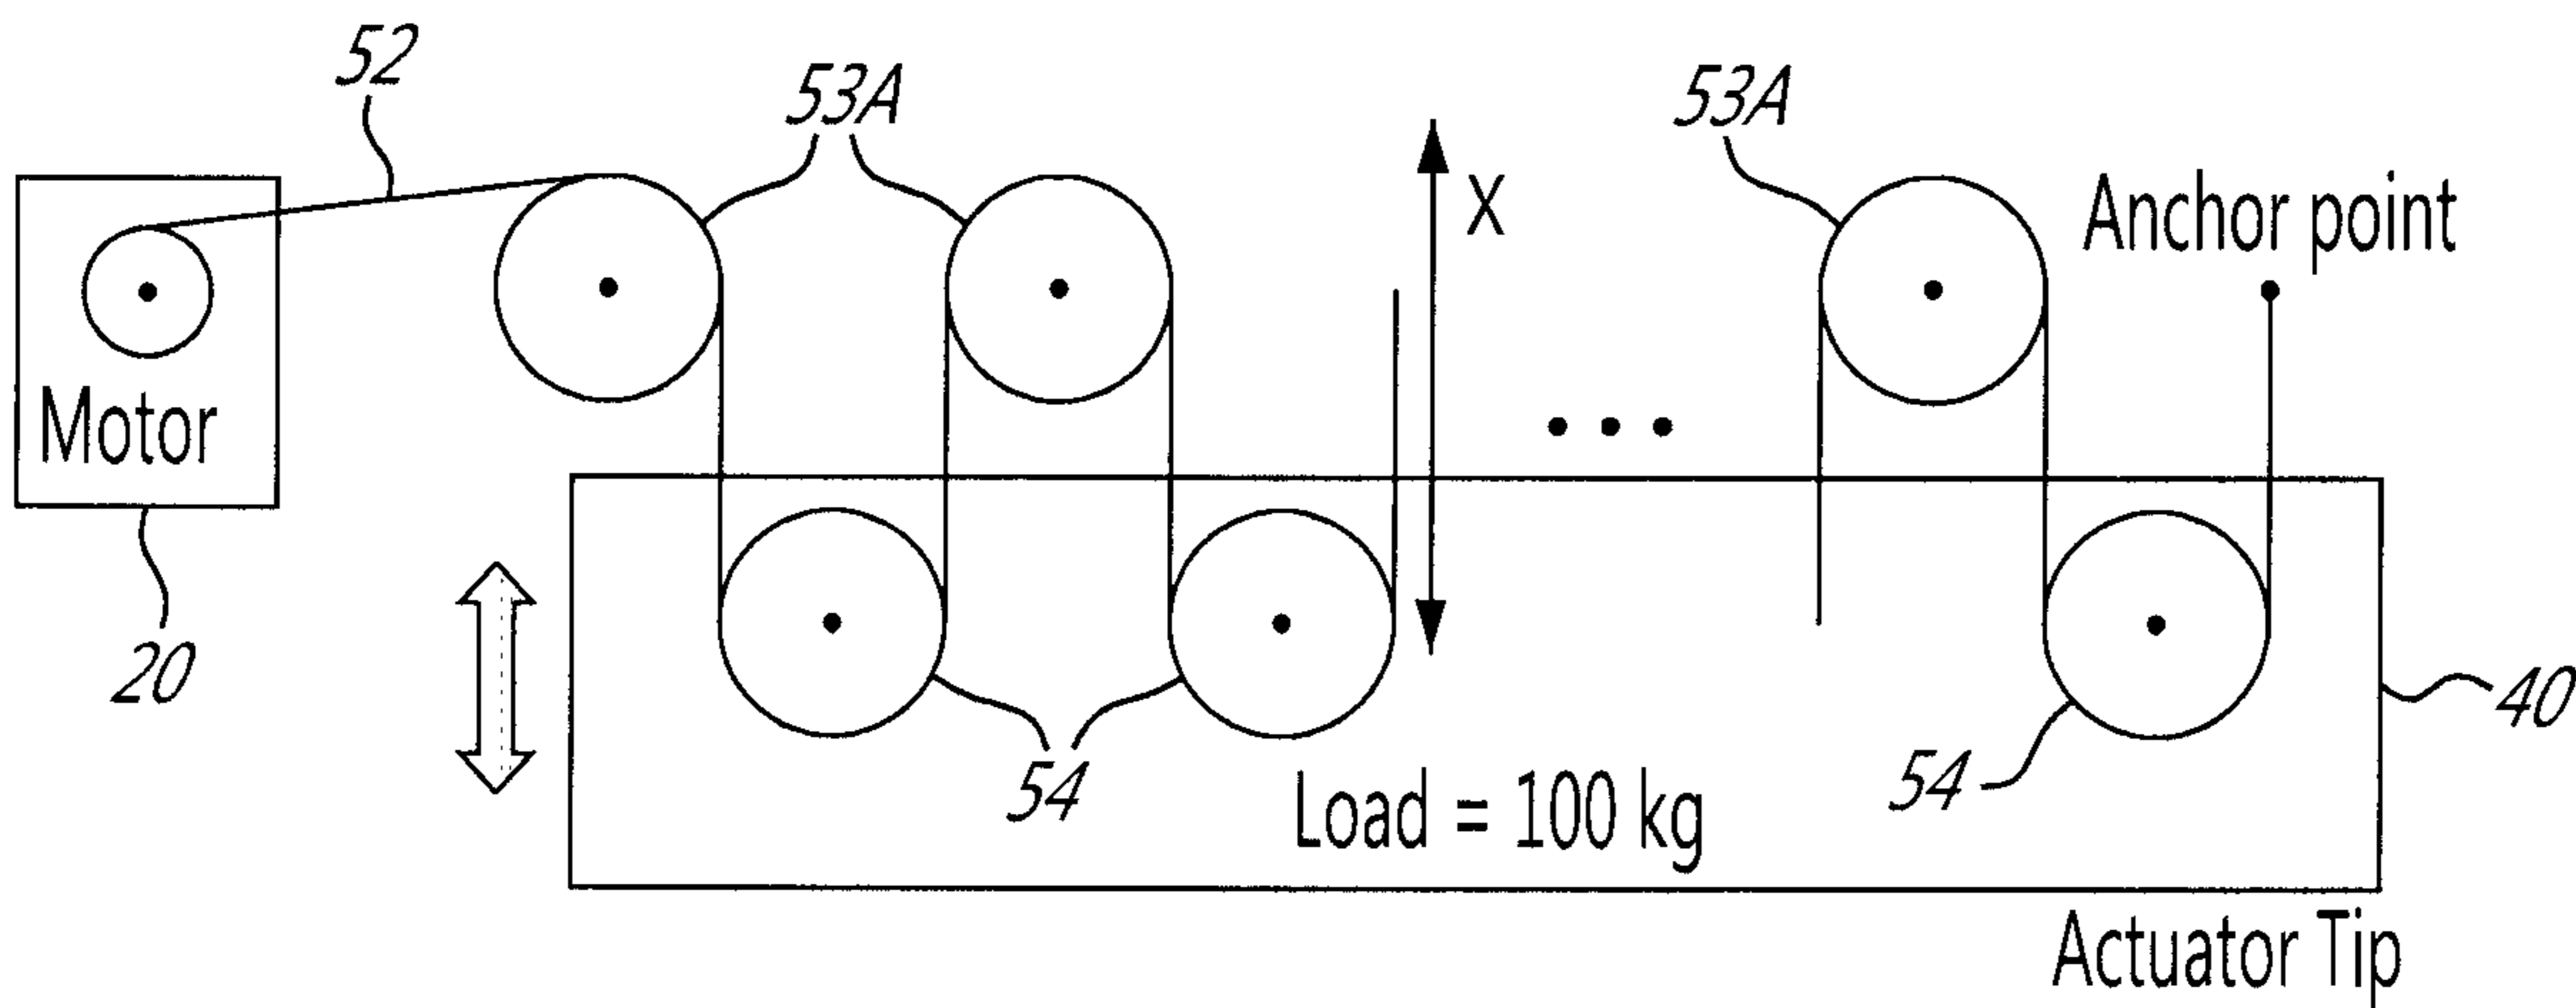 52
53A
53A
X
Anchor point
Motor
20
40
54
Load = 100 kg
54
Actuator Tip